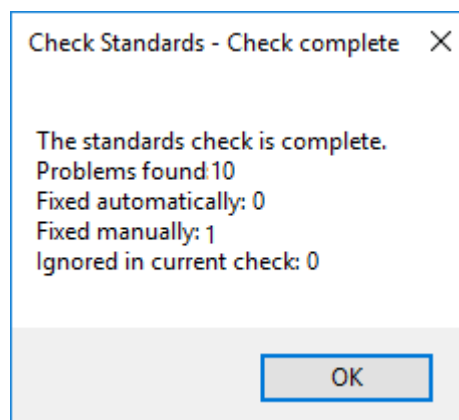 Check Standards - Check complete
The standards check is complete.
Problems found:10
Fixed automatically: 0
Fixed manually: 1
Ignored in current check: 0
OK